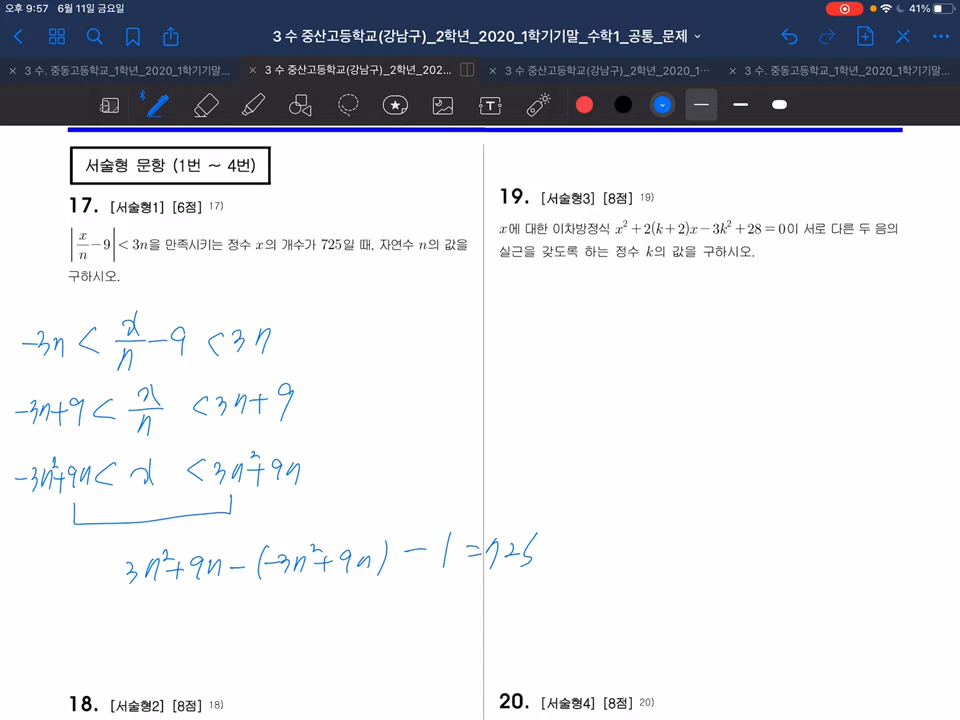 오후 9:57 6월 11일 금요일
41%
3 수 중산고등학교(강남구)_2학년_2020_1학기기말_수학1_공통_문제
3 수. 중동고등학교_1학년_2020_1학기기말...
3 수 중산고등학교(강남구)_2학년_202...
3 수 중산고등학교(강남구)_2학년_2020_1...
3 수. 중동고등학교_1학년_2020_1학기기말...
서술형 문항 (1번 ~ 4번)
17. [서술형1] [6점] 17)
|x/n - 9| < 3n을 만족시키는 정수 x의 개수가 725일 때, 자연수 n의 값을
구하시오.
-3n < x/n - 9 < 3n
-3n+9 < x/n < 3n+9
-3n²+9n < x < 3n²+9n
3n²+9n-(-3n²+9n) - 1 = 725
18. [서술형2] [8점] 18)
19. [서술형3] [8점] 19)
x에 대한 이차방정식 x²+2(k+2)x-3k²+28=0이 서로 다른 두 음의
실근을 갖도록 하는 정수 k의 값을 구하시오.
20. [서술형4] [8점] 20)